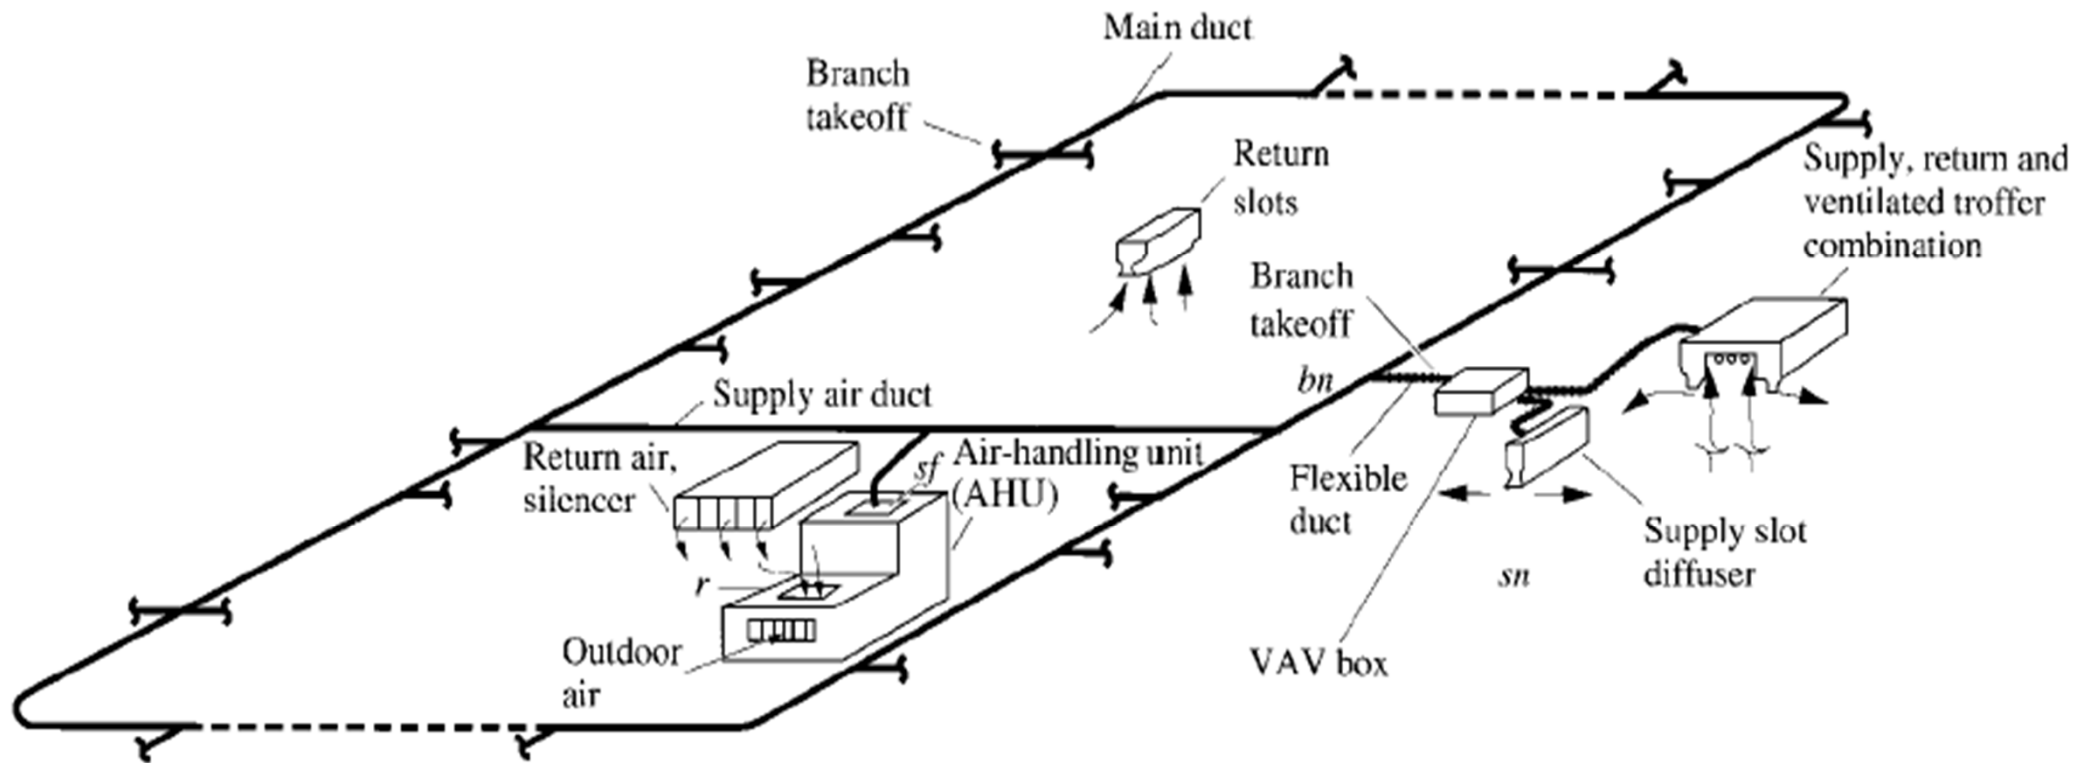 Main duct
Branch
takeoff
Return
slots
Supply, return and
ventilated troffer
combination
Branch
takeoff
bn
Supply air duct
Return air,
silencer
sf
Air-handling unit
(AHU)
Flexible
duct
Supply slot
diffuser
sn
r
Outdoor
air
VAV box